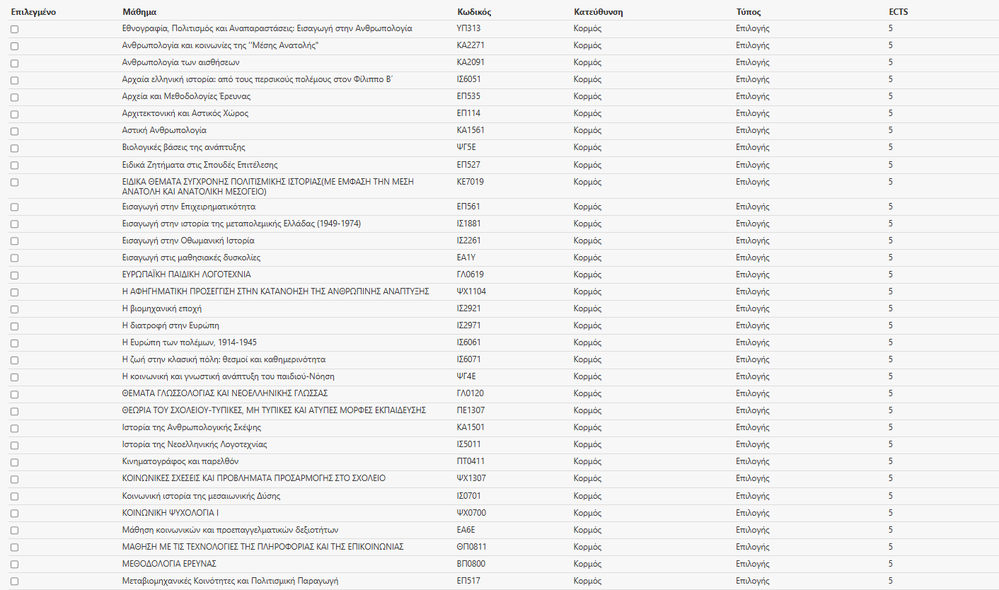 Επιλεγμένο Μάθημα Κωδικός Κατεύθυνση Τύπος ECTS
Εθνογραφία, Πολιτισμός και Αναπαραστάσεις: Εισαγωγή στην Ανθρωπολογία ΥΠ313 Κορμός Επιλογής 5
Ανθρωπολογία και κοινωνίες της ''Μέσης Ανατολής" ΚΑ2271 Κορμός Επιλογής 5
Ανθρωπολογία των αισθήσεων ΚΑ2091 Κορμός Επιλογής 5
Αρχαία ελληνική ιστορία: από τους περσικούς πολέμους στον Φίλιππο Β΄ ΙΣ6051 Κορμός Επιλογής 5
Αρχεία και Μεθοδολογίες Έρευνας ΕΠ535 Κορμός Επιλογής 5
Αρχιτεκτονική και Αστικός Χώρος ΕΠ114 Κορμός Επιλογής 5
Αστική Ανθρωπολογία ΚΑ1561 Κορμός Επιλογής 5
Βιολογικές βάσεις της ανάπτυξης ΨΓ5Ε Κορμός Επιλογής 5
Ειδικά Ζητήματα στις Σπουδές Επιτέλεσης ΕΠ527 Κορμός Επιλογής 5
ΕΙΔΙΚΑ ΘΕΜΑΤΑ ΣΥΓΧΡΟΝΗΣ ΠΟΛΙΤΙΣΜΙΚΗΣ ΙΣΤΟΡΙΑΣ(ΜΕ ΕΜΦΑΣΗ ΤΗΝ ΜΕΣΗ ΚΕ7019 Κορμός Επιλογής 5
ΑΝΑΤΟΛΗ ΚΑΙ ΑΝΑΤΟΛΙΚΗ ΜΕΣΟΓΕΙΟ)
Εισαγωγή στην Επιχειρηματικότητα ΕΠ561 Κορμός Επιλογής 5
Εισαγωγή στην ιστορία της μεταπολεμικής Ελλάδας (1949-1974) ΙΣ1881 Κορμός Επιλογής 5
Εισαγωγή στην Οθωμανική Ιστορία ΙΣ2261 Κορμός Επιλογής 5
Εισαγωγή στις μαθησιακές δυσκολίες ΕΑ1Υ Κορμός Επιλογής 5
ΕΥΡΩΠΑΪΚΗ ΠΑΙΔΙΚΗ ΛΟΓΟΤΕΧΝΙΑ ΓΛ0619 Κορμός Επιλογής 5
Η ΑΦΗΓΗΜΑΤΙΚΗ ΠΡΟΣΕΓΓΙΣΗ ΣΤΗΝ ΚΑΤΑΝΟΗΣΗ ΤΗΣ ΑΝΘΡΩΠΙΝΗΣ ΑΝΑΠΤΥΞΗΣ ΨΧ1104 Κορμός Επιλογής 5
Η βιομηχανική εποχή ΙΣ2921 Κορμός Επιλογής 5
Η διατροφή στην Ευρώπη ΙΣ2971 Κορμός Επιλογής 5
Η Ευρώπη των πολέμων, 1914-1945 ΙΣ6061 Κορμός Επιλογής 5
Η ζωή στην κλασική πόλη: θεσμοί και καθημερινότητα ΙΣ6071 Κορμός Επιλογής 5
Η κοινωνική και γνωστική ανάπτυξη του παιδιού-Νόηση ΨΓ4Ε Κορμός Επιλογής 5
ΘΕΜΑΤΑ ΓΛΩΣΣΟΛΟΓΙΑΣ ΚΑΙ ΝΕΟΕΛΛΗΝΙΚΗΣ ΓΛΩΣΣΑΣ ΓΛ0120 Κορμός Επιλογής 5
ΘΕΩΡΙΑ ΤΟΥ ΣΧΟΛΕΙΟΥ-ΤΥΠΙΚΕΣ, ΜΗ ΤΥΠΙΚΕΣ ΚΑΙ ΑΤΥΠΕΣ ΜΟΡΦΕΣ ΕΚΠΑΙΔΕΥΣΗΣ ΠΕ1307 Κορμός Επιλογής 5
Ιστορία της Ανθρωπολογικής Σκέψης ΚΑ1501 Κορμός Επιλογής 5
Ιστορία της Νεοελληνικής Λογοτεχνίας ΙΣ5011 Κορμός Επιλογής 5
Κινηματογράφος και παρελθόν ΠΤ0411 Κορμός Επιλογής 5
ΚΟΙΝΩΝΙΚΕΣ ΣΧΕΣΕΙΣ ΚΑΙ ΠΡΟΒΛΗΜΑΤΑ ΠΡΟΣΑΡΜΟΓΗΣ ΣΤΟ ΣΧΟΛΕΙΟ ΨΧ1307 Κορμός Επιλογής 5
Κοινωνική ιστορία της μεσαιωνικής Δύσης ΙΣ0701 Κορμός Επιλογής 5
ΚΟΙΝΩΝΙΚΗ ΨΥΧΟΛΟΓΙΑ Ι ΨΧ0700 Κορμός Επιλογής 5
Μάθηση κοινωνικών και προεπαγγελματικών δεξιοτήτων ΕΑ6Ε Κορμός Επιλογής 5
ΜΑΘΗΣΗ ΜΕ ΤΙΣ ΤΕΧΝΟΛΟΓΙΕΣ ΤΗΣ ΠΛΗΡΟΦΟΡΙΑΣ ΚΑΙ ΤΗΣ ΕΠΙΚΟΙΝΩΝΙΑΣ ΘΠ0811 Κορμός Επιλογής 5
ΜΕΘΟΔΟΛΟΓΙΑ ΕΡΕΥΝΑΣ ΒΠ0800 Κορμός Επιλογής 5
Μεταβιομηχανικές Κοινότητες και Πολιτισμική Παραγωγή ΕΠ517 Κορμός Επιλογής 5